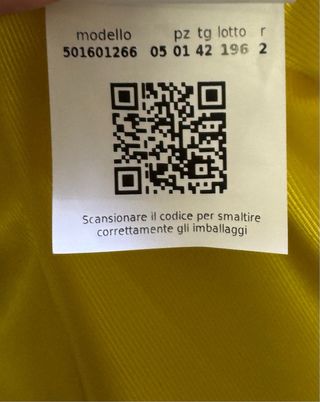 modello pz tg lotto r
501601266 05 01 42 196 2
Scansionare il codice per smaltire
correttamente gli imballaggi